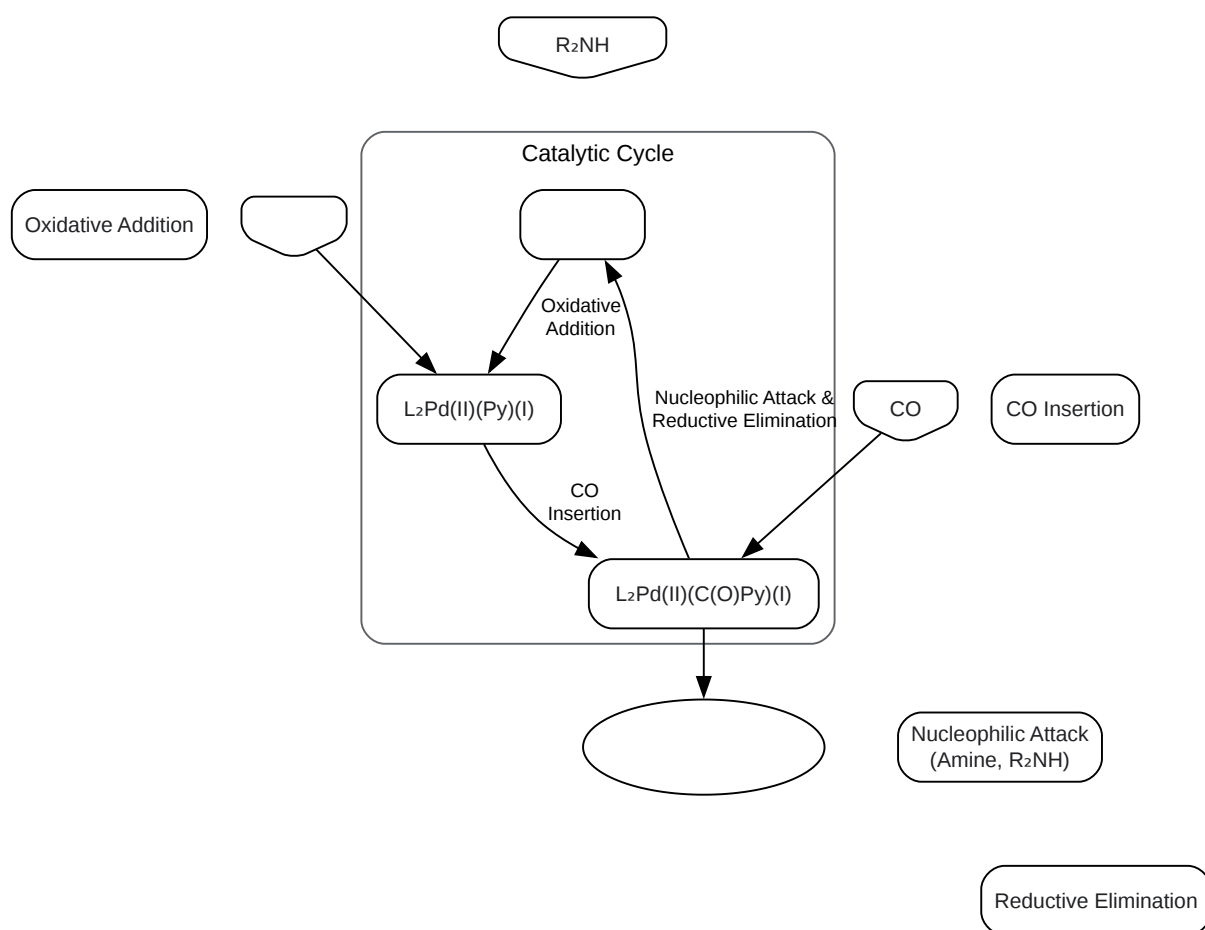 R₂NH
Catalytic Cycle
Oxidative Addition
Oxidative
Addition
L₂Pd(II)(Py)(I)
Nucleophilic Attack &
Reductive Elimination
CO
CO Insertion
CO
Insertion
L₂Pd(II)(C(O)Py)(I)
Nucleophilic Attack
(Amine, R₂NH)
Reductive Elimination